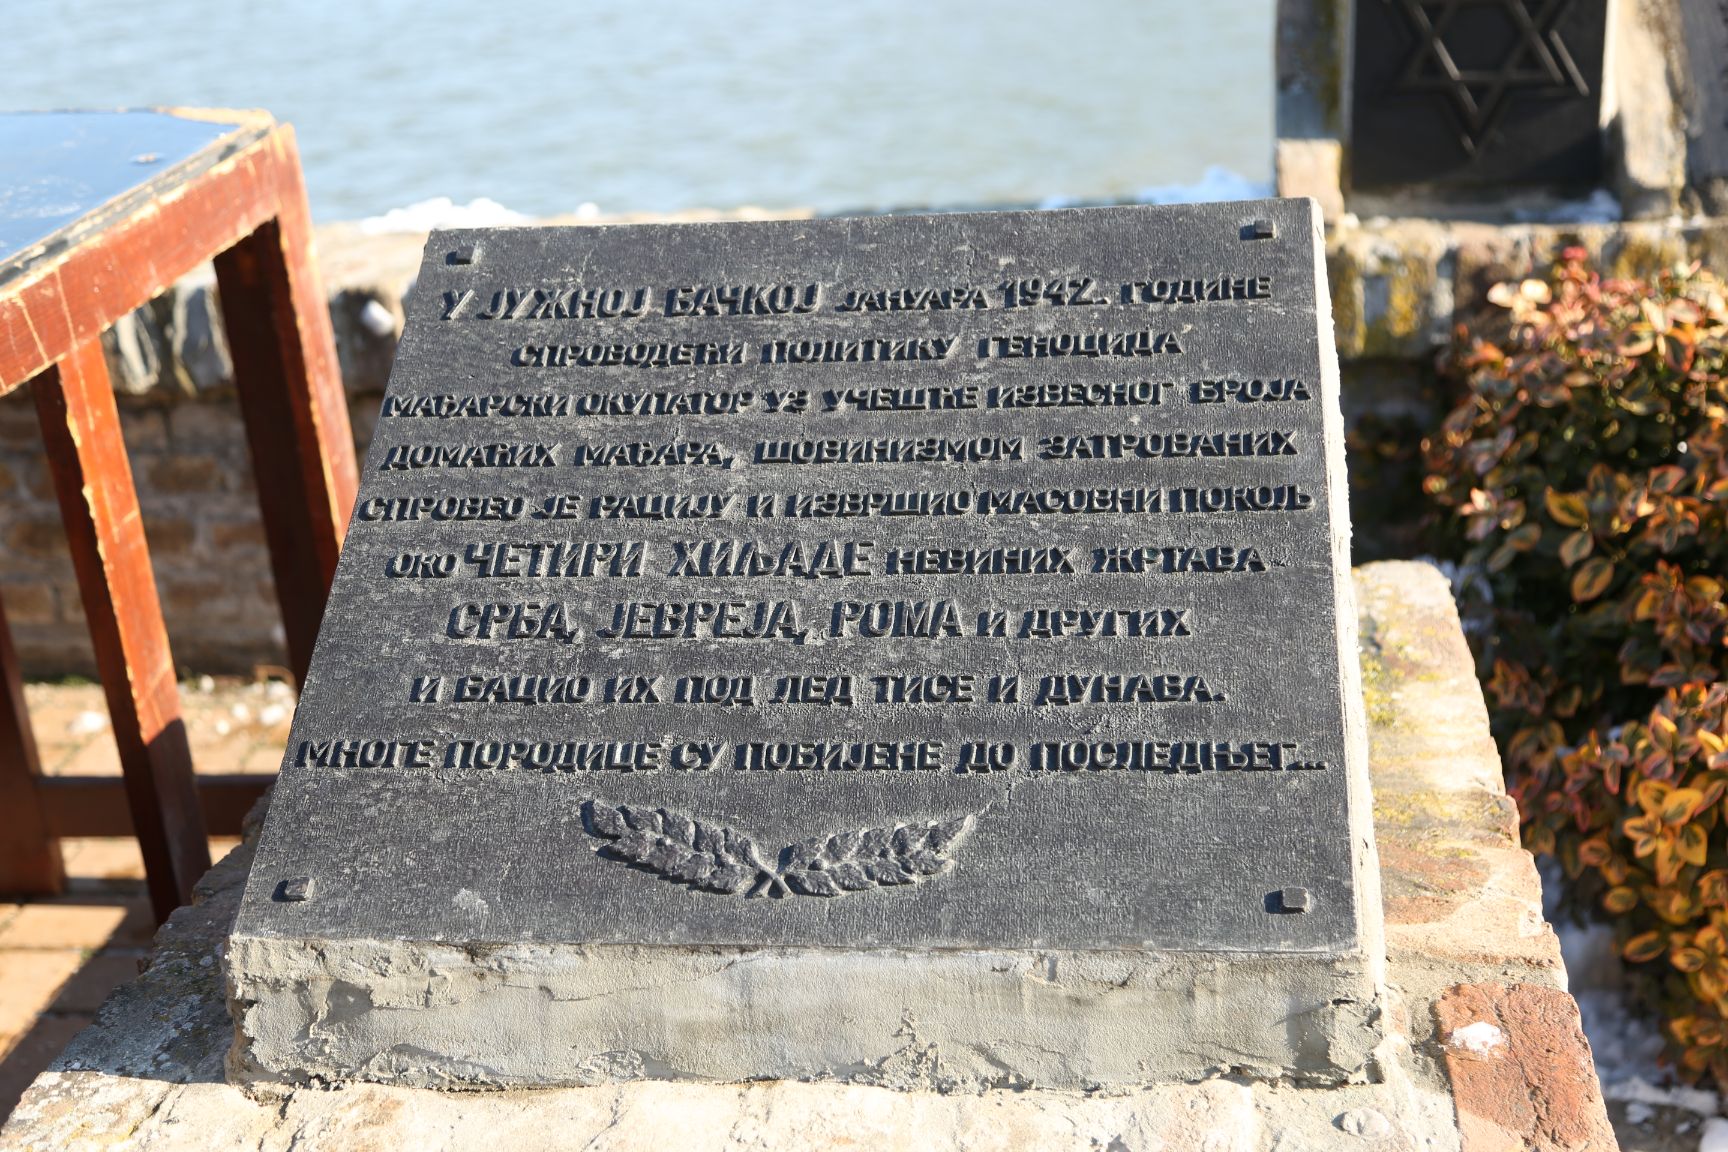 У ЈУЖНОЈ БАЧКОЈ ЈАНУАРА 1942. ГОДИНЕ
СПРОВОДЕЋИ ПОЛИТИКУ ГЕНОЦИДА
МАЂАРСКИ ОКУПАТОР УЗ УЧЕШЋЕ ИЗВЕСНОГ БРОЈА
ДОМАЋИХ МАЂАРА, ШОВИНИЗМОМ ЗАТРОВАНИХ
СПРОВЕО ЈЕ РАЦИЈУ И ИЗВРШИО МАСОВНИ ПОКОЉ
ОКО ЧЕТИРИ ХИЉАДЕ НЕВИНИХ ЖРТАВА
СРБА, ЈЕВРЕЈА, РОМА И ДРУГИХ
И БАЦИО ИХ ПОД ЛЕД ТИСЕ И ДУНАВА.
МНОГЕ ПОРОДИЦЕ СУ ПОБИЈЕНЕ ДО ПОСЛЕДЊЕГ...